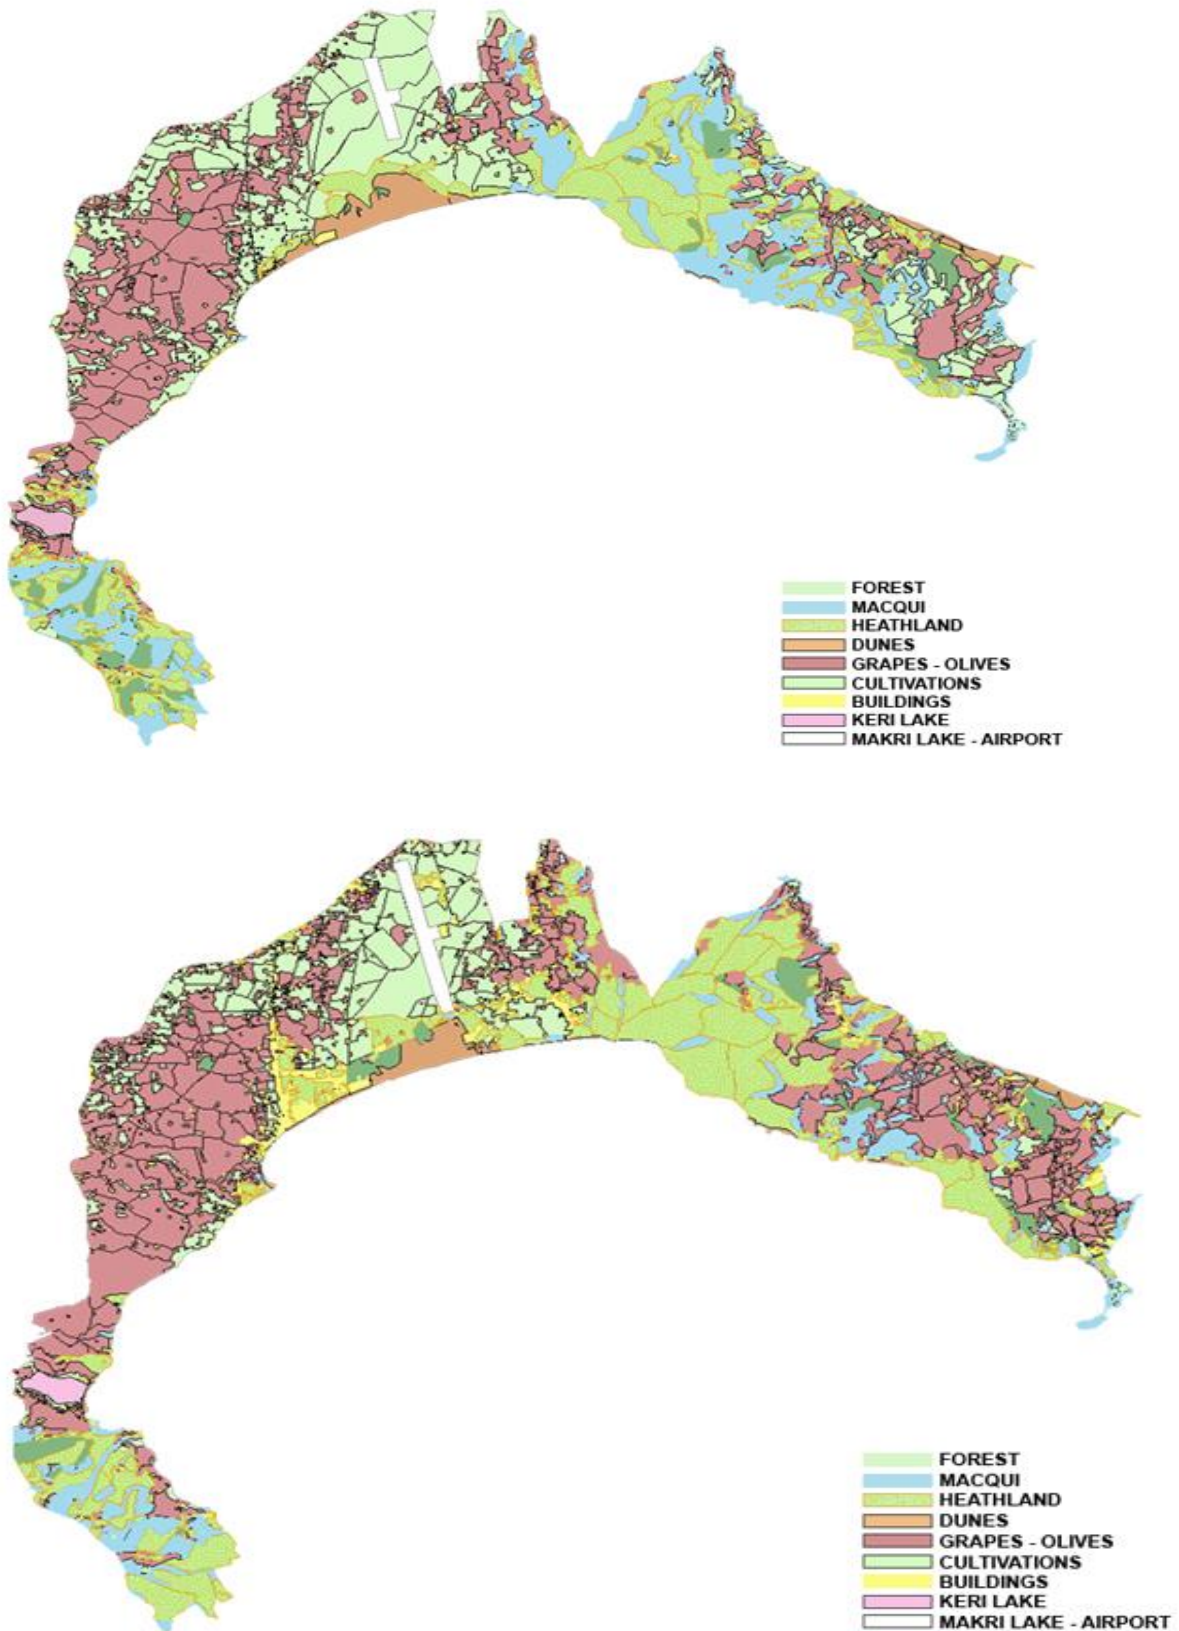 FOREST
MACQUI
HEATHLAND
DUNES
GRAPES - OLIVES
CULTIVATIONS
BUILDINGS
KERI LAKE
MAKRI LAKE - AIRPORT
FOREST
MACQUI
HEATHLAND
DUNES
GRAPES - OLIVES
CULTIVATIONS
BUILDINGS
KERI LAKE
MAKRI LAKE - AIRPORT